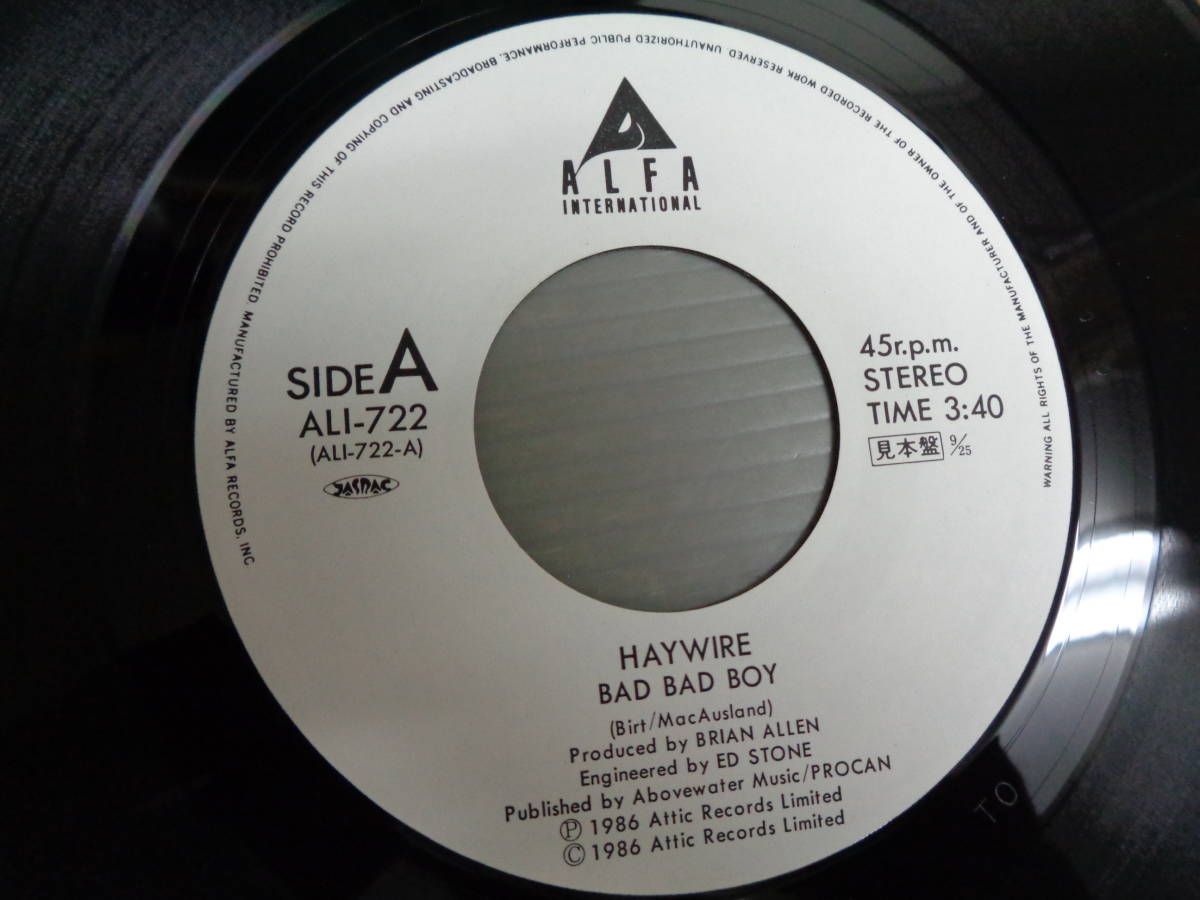 ALFA
INTERNATIONAL
SIDE A
ALI-722
(ALI-722-A)
JASRAC
45r.p.m.
STEREO
TIME 3:40
見本盤 9/25
HAYWIRE
BAD BAD BOY
(Birt/MacAusland)
Produced by BRIAN ALLEN
Engineered by ED STONE
Published by Abovewater Music/PROCAN
Ⓟ 1986 Attic Records Limited
© 1986 Attic Records Limited
WARNING ALL RIGHTS OF THE MANUFACTURER AND OF THE OWNER OF THE RECORDED WORK RESERVED. UNAUTHORIZED PUBLIC PERFORMANCE. BROADCASTING AND COPYING OF THIS RECORD PROHIBITED. MANUFACTURED BY ALFA RECORDS, INC
TO